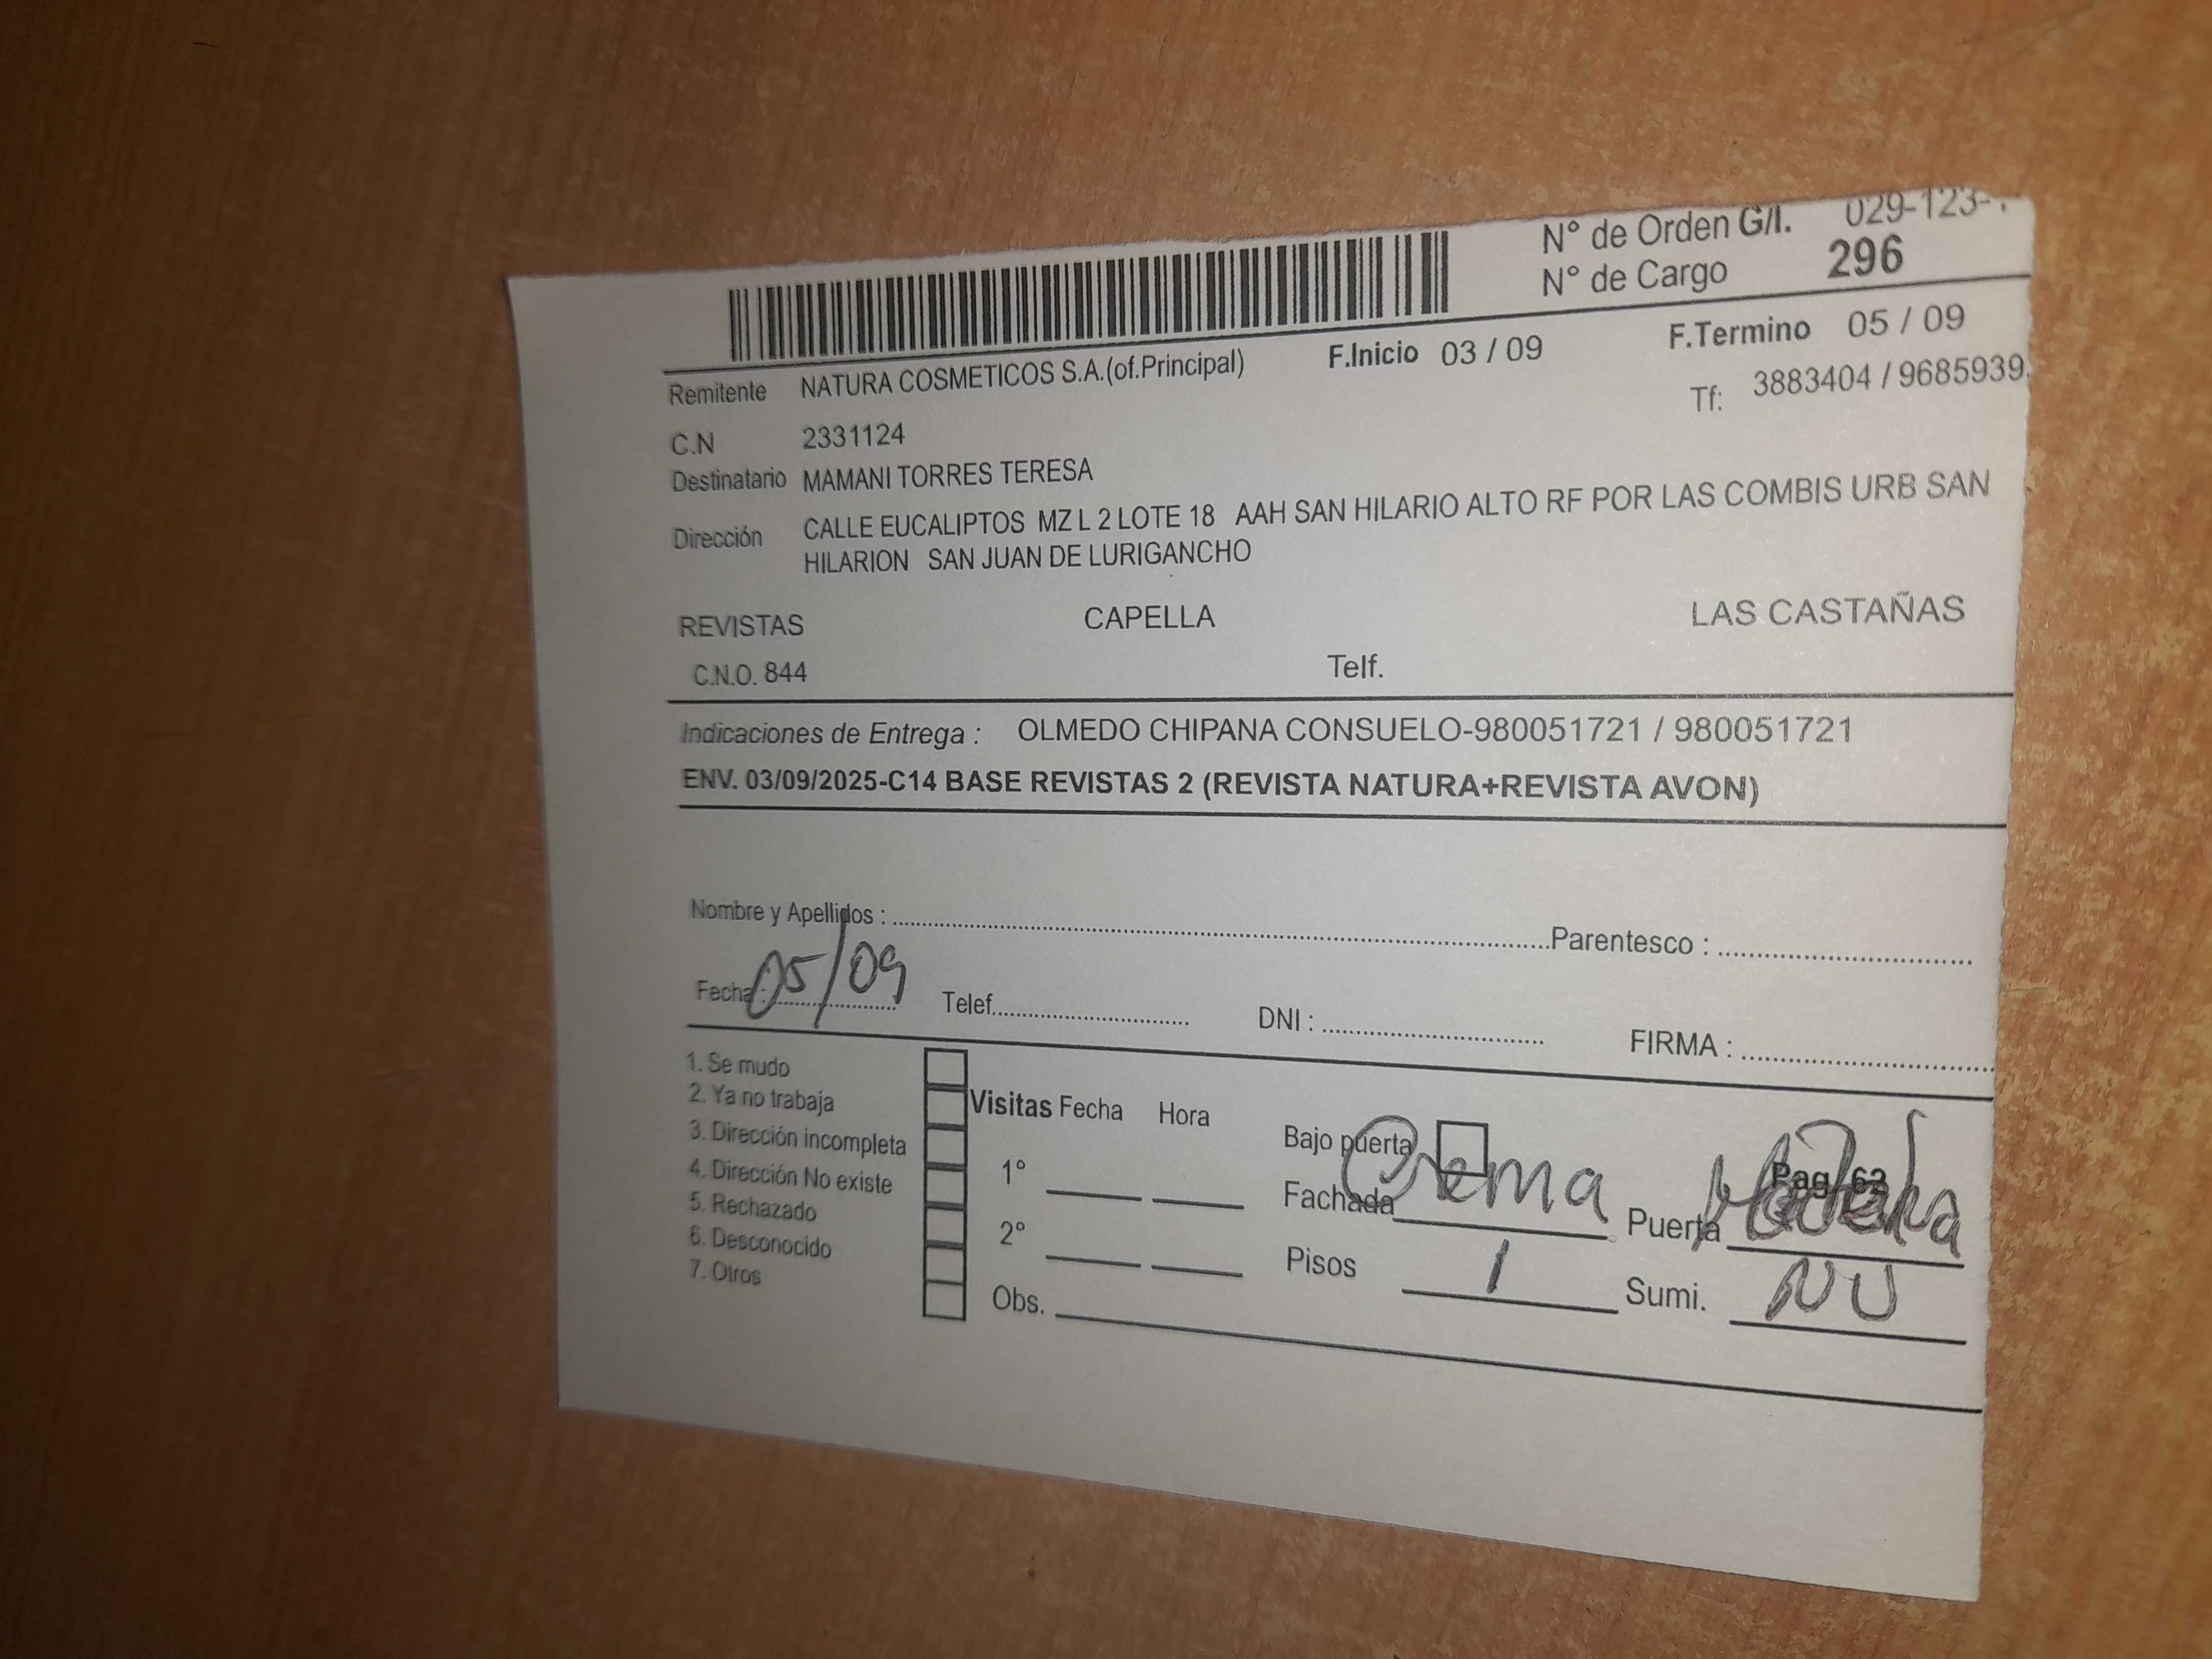 N° de Orden G/I. 029-123-
N° de Cargo 296
F.Inicio 03 / 09 F.Termino 05 / 09
Remitente NATURA COSMETICOS S.A.(of.Principal) Tf: 3883404 / 9685939
C.N 2331124
Destinatario MAMANI TORRES TERESA
Dirección CALLE EUCALIPTOS MZ L 2 LOTE 18 AAH SAN HILARIO ALTO RF POR LAS COMBIS URB SAN
HILARION SAN JUAN DE LURIGANCHO
REVISTAS CAPELLA LAS CASTAÑAS
C.N.O. 844 Telf.
Indicaciones de Entrega : OLMEDO CHIPANA CONSUELO-980051721 / 980051721
ENV. 03/09/2025-C14 BASE REVISTAS 2 (REVISTA NATURA+REVISTA AVON)
Nombre y Apellidos : Parentesco :
Fecha : 05/09 Telef. DNI : FIRMA :
1. Se mudo
2. Ya no trabaja
3. Dirección incompleta
4. Dirección No existe
5. Rechazado
6. Desconocido
7. Otros
Visitas Fecha Hora
1°
2°
Obs.
Bajo puerta
Fachada Crema Puerta
Pag. 62
Pisos 1 Sumi. NU